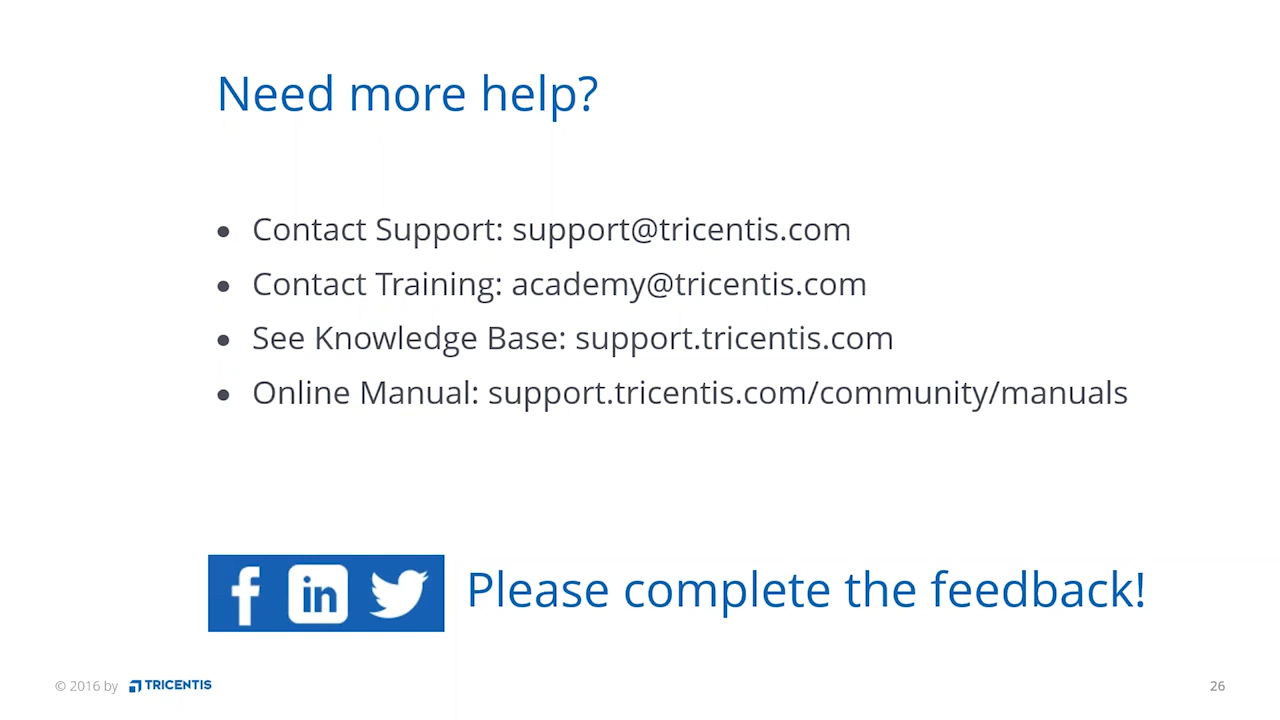 Need more help?
• Contact Support: support@tricentis.com
• Contact Training: academy@tricentis.com
• See Knowledge Base: support.tricentis.com
• Online Manual: support.tricentis.com/community/manuals
f in
Please complete the feedback!
© 2016 by TRICENTIS
26